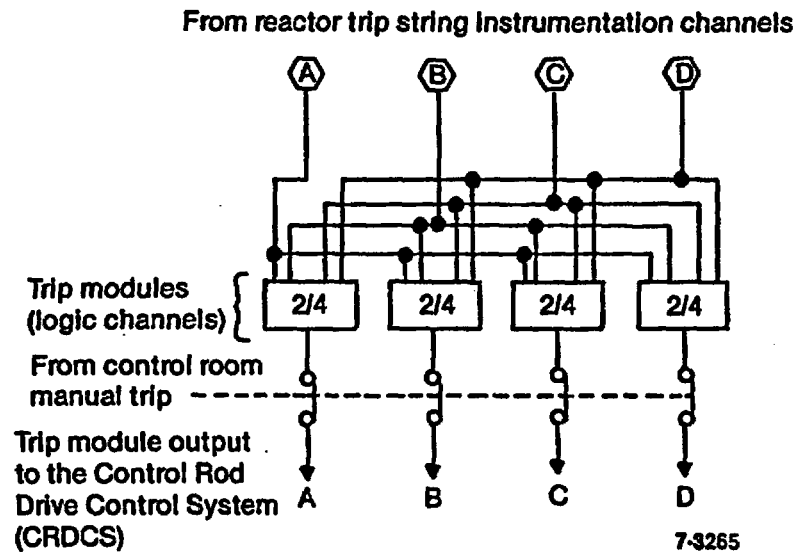 From reactor trip string Instrumentation channels
A B C D
Trip modules
(logic channels)
2/4 2/4 2/4 2/4
From control room
manual trip
Trip module output
to the Control Rod
Drive Control System
(CRDCS)
A B C D
7-3265